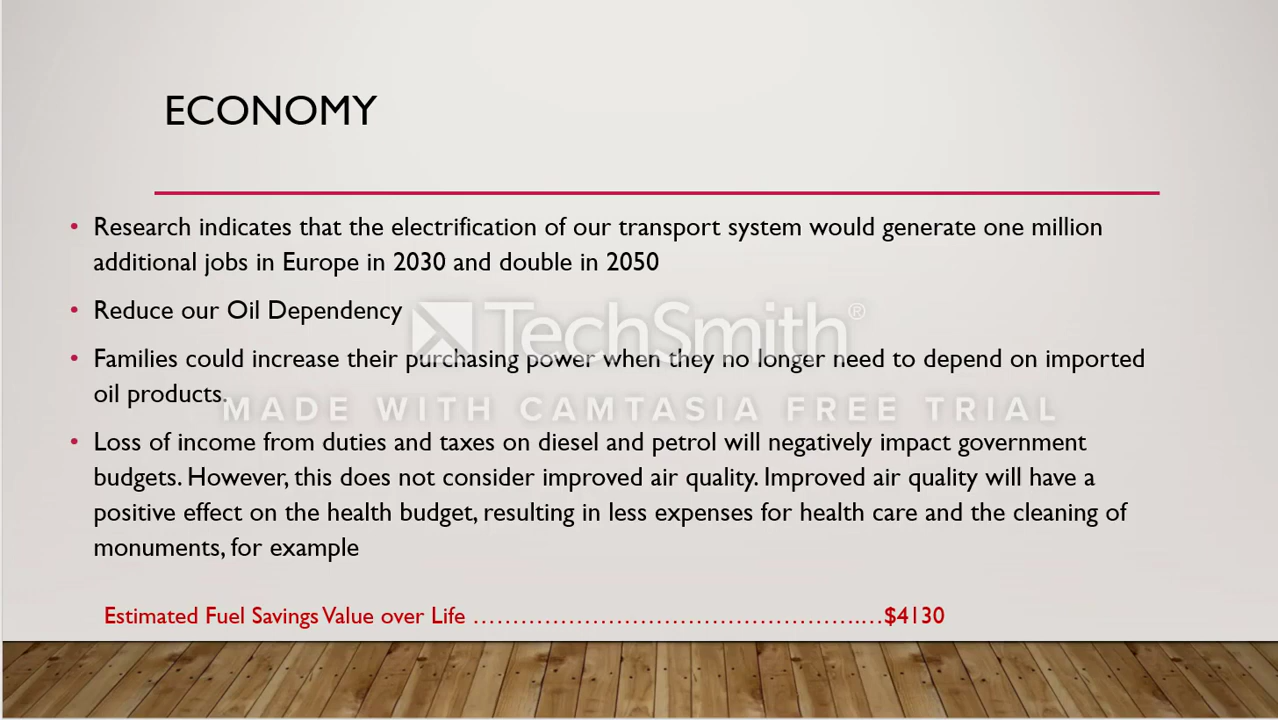 ECONOMY
• Research indicates that the electrification of our transport system would generate one million
additional jobs in Europe in 2030 and double in 2050
• Reduce our Oil Dependency
TechSmith®
• Families could increase their purchasing power when they no longer need to depend on imported
oil products.
MADE WITH CAMTASIA FREE TRIAL
• Loss of income from duties and taxes on diesel and petrol will negatively impact government
budgets. However, this does not consider improved air quality. Improved air quality will have a
positive effect on the health budget, resulting in less expenses for health care and the cleaning of
monuments, for example
Estimated Fuel Savings Value over Life ……………………………………………….…$4130